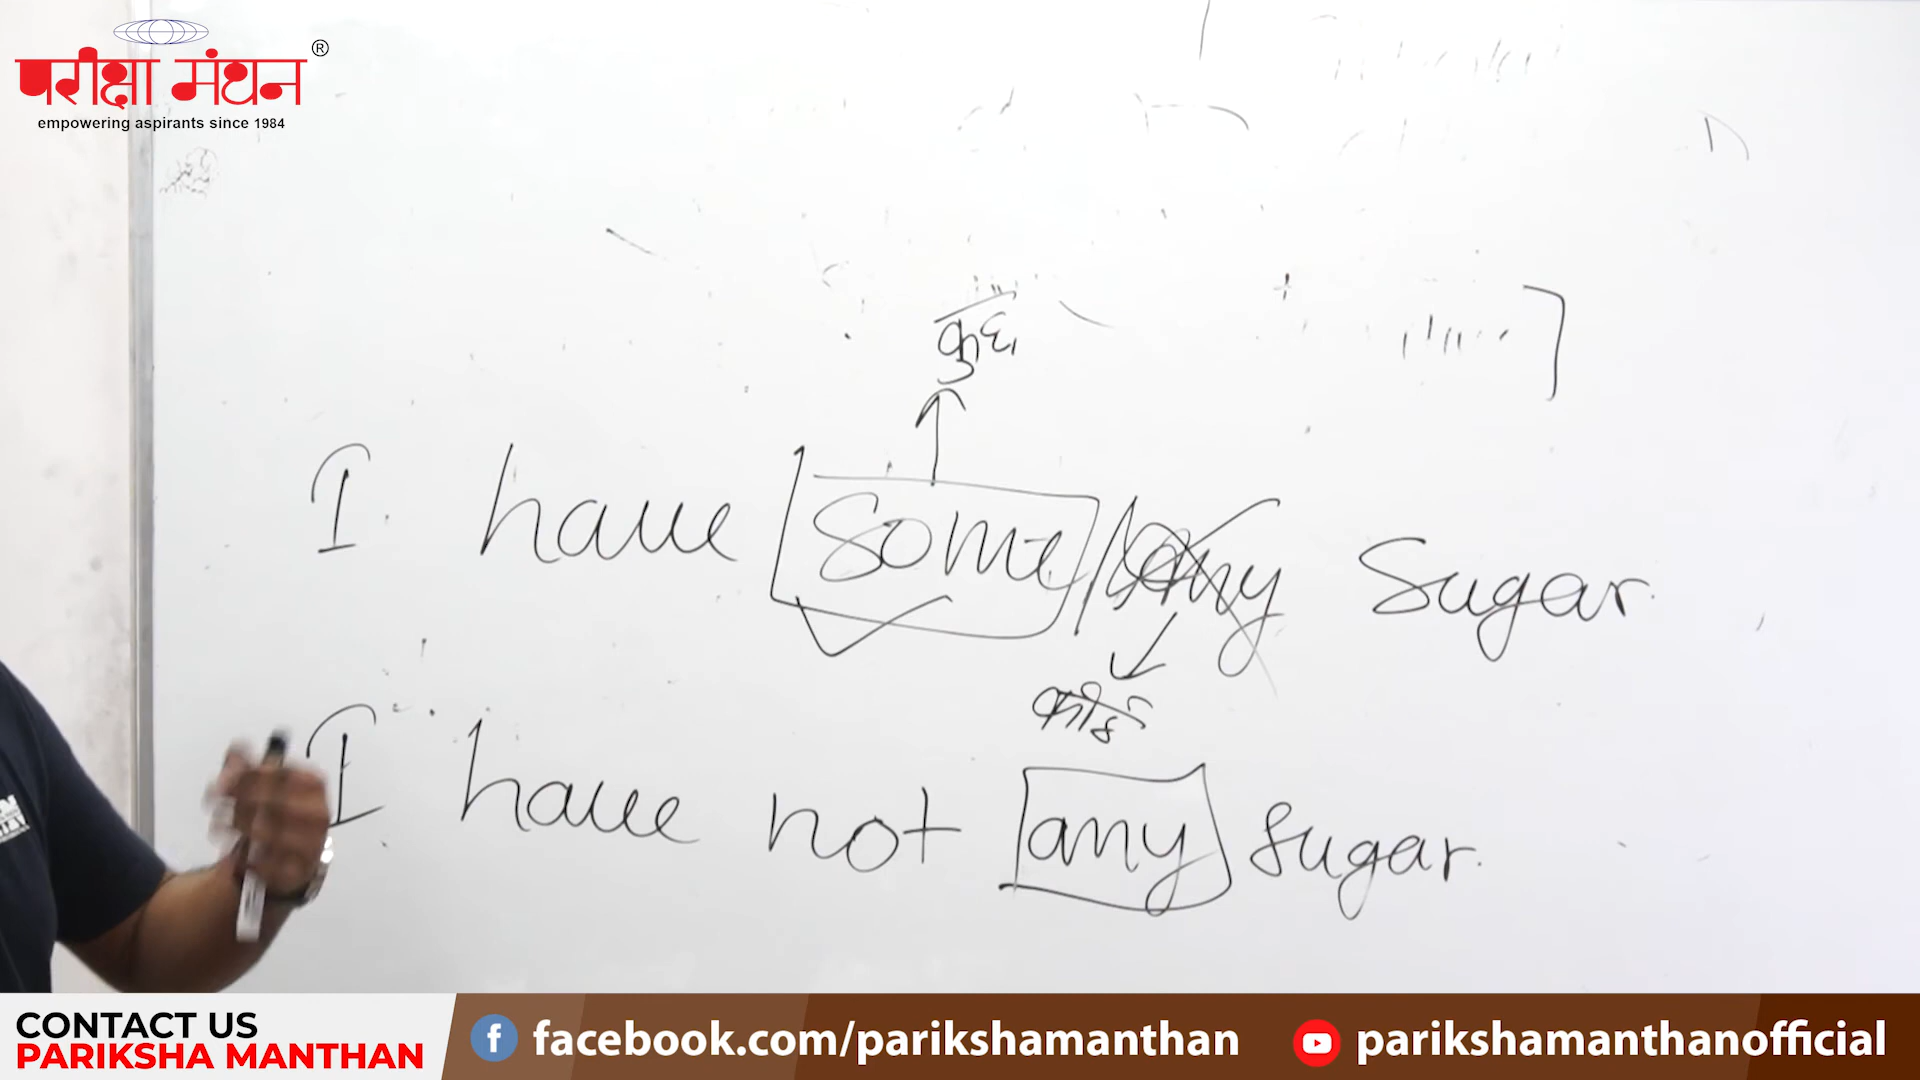 परीक्षा मंथन ®
empowering aspirants since 1984
कुछ
I have some/any Sugar.
कोई
I have not any sugar.
CONTACT US
PARIKSHA MANTHAN
facebook.com/parikshamanthan
parikshamanthanofficial